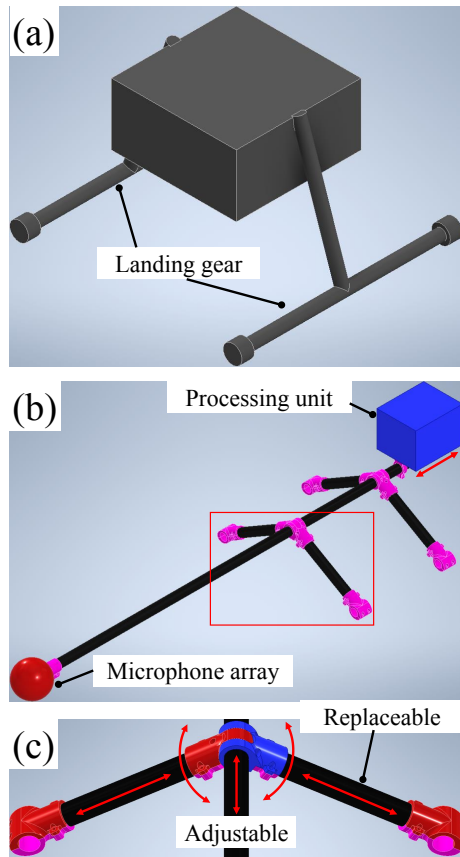 (a)
Landing gear
(b)
Processing unit
Microphone array
(c)
Replaceable
Adjustable